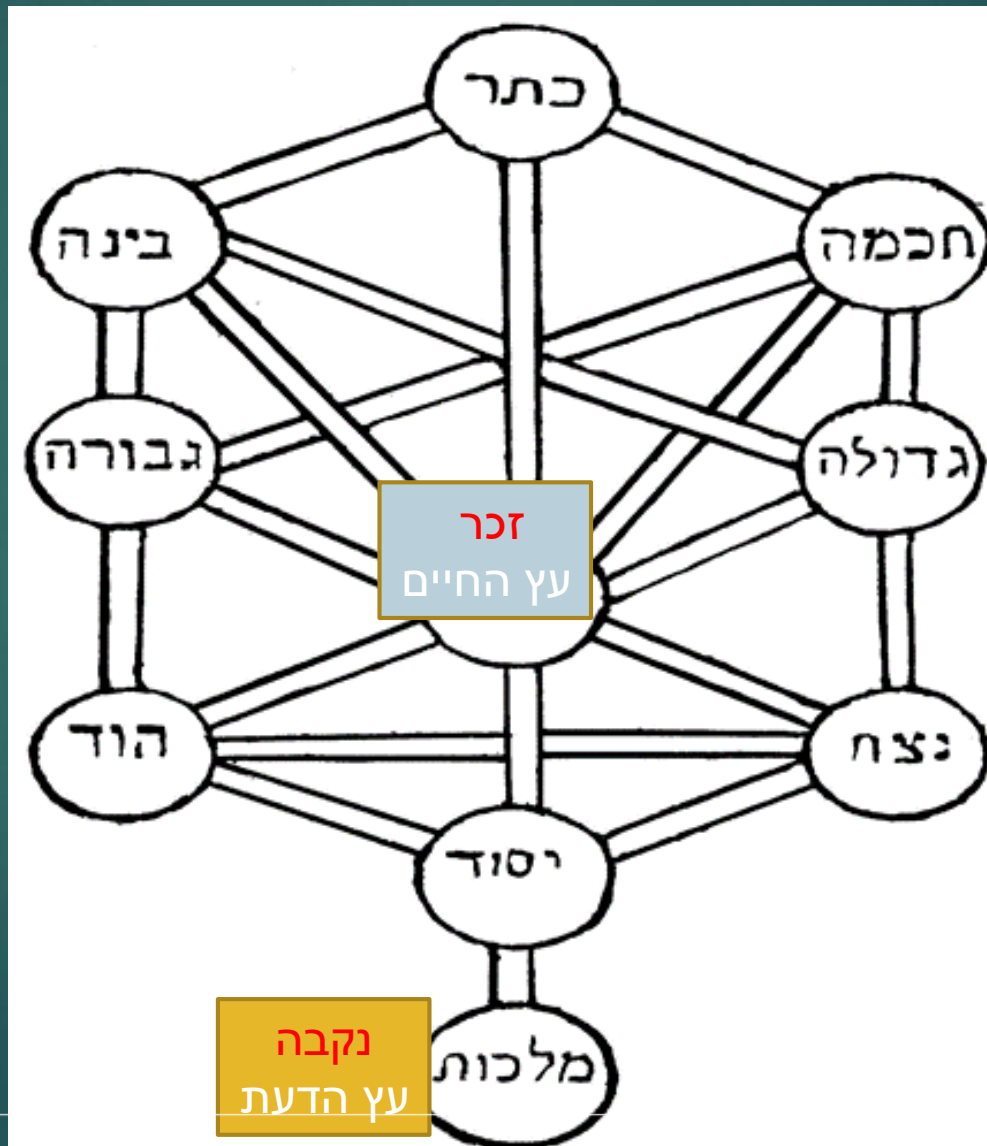 כתר
חכמה
בינה
גדולה
גבורה
זכר
עץ החיים
נצח
הוד
יסוד
מלכות
נקבה
עץ הדעת